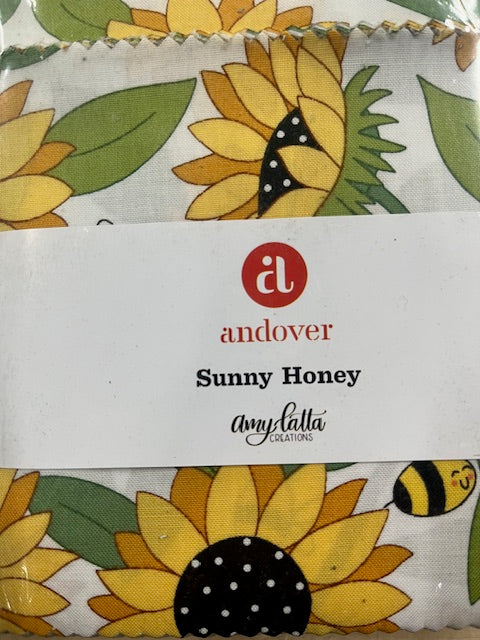 a
andover
Sunny Honey
amy latta
CREATIONS